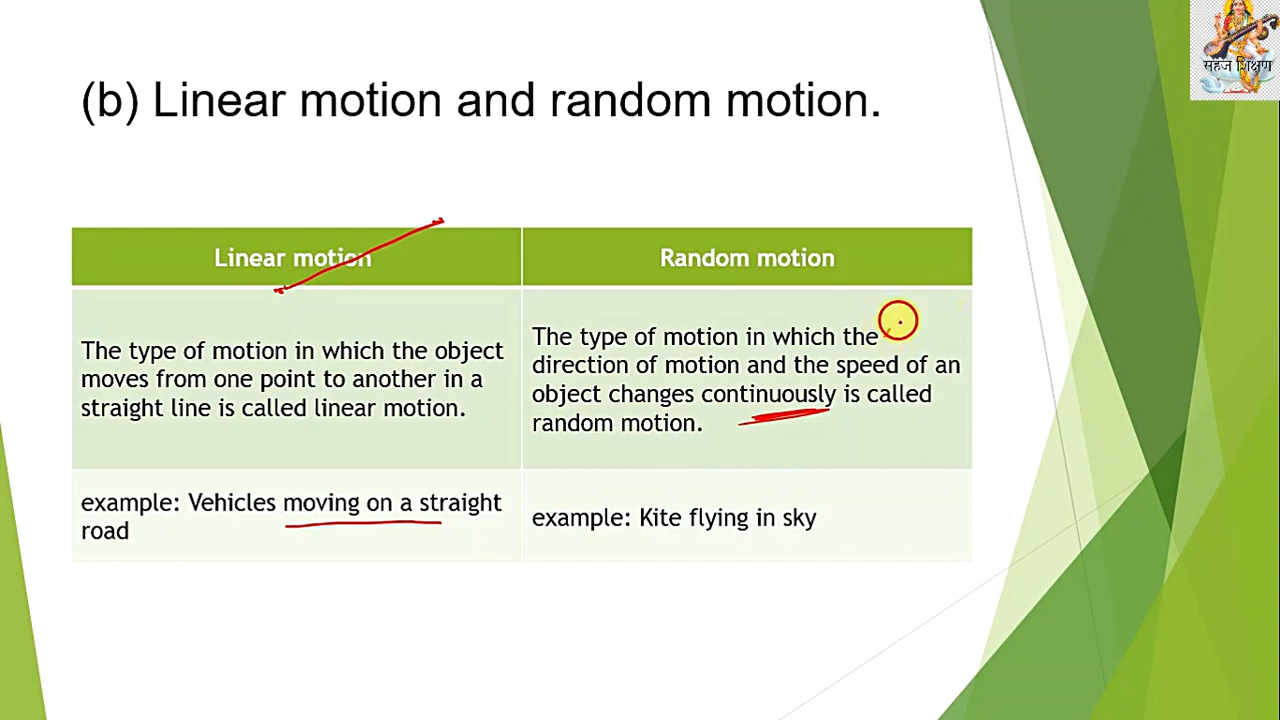 सहज शिक्षण
(b) Linear motion and random motion.
Linear motion
Random motion
The type of motion in which the object
moves from one point to another in a
straight line is called linear motion.
The type of motion in which the
direction of motion and the speed of an
object changes continuously is called
random motion.
example: Vehicles moving on a straight
road
example: Kite flying in sky